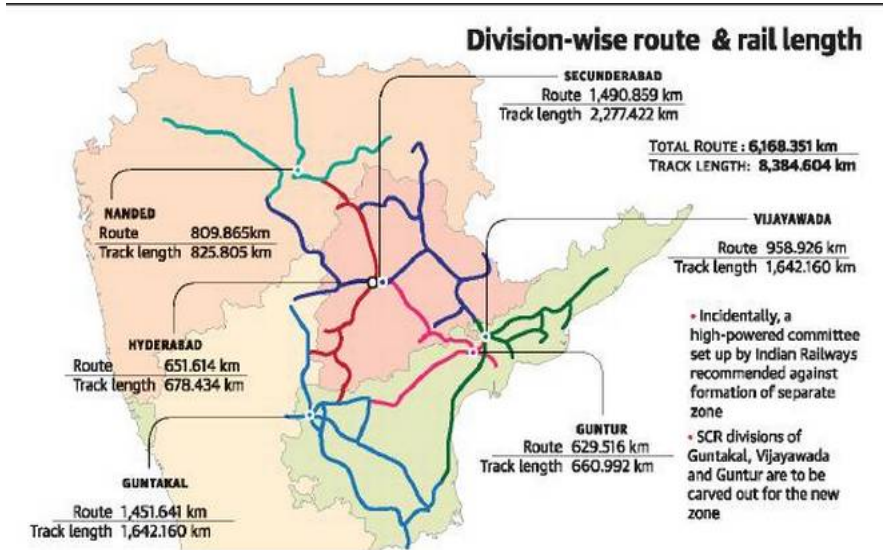 Division-wise route & rail length
SECUNDERABAD
Route 1,490.859 km
Track length 2,277.422 km
TOTAL ROUTE : 6,168.351 km
TRACK LENGTH: 8,384.604 km
NANDED
Route 809.865km
Track length 825.805 km
VIJAYAWADA
Route 958.926 km
Track length 1,642.160 km
HYDERABAD
Route 651.614 km
Track length 678.434 km
• Incidentally, a
high-powered committee
set up by Indian Railways
recommended against
formation of separate
zone
GUNTUR
Route 629.516 km
Track length 660.992 km
• SCR divisions of
Guntakal, Vijayawada
and Guntur are to be
carved out for the new
zone
GUNTAKAL
Route 1,451.641 km
Track length 1,642.160 km